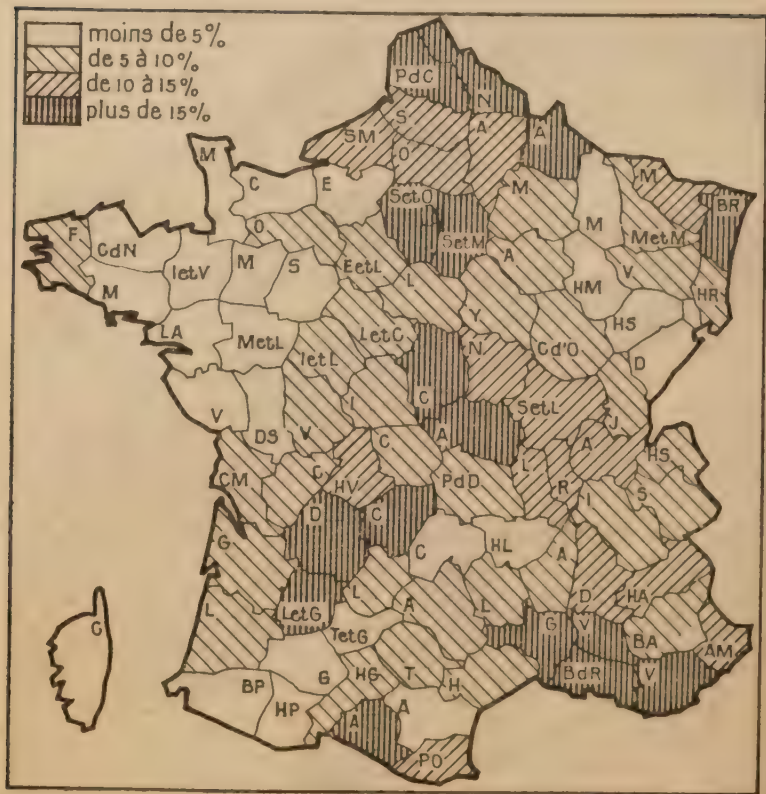 moins de 5%
de 5 à 10%
de 10 à 15%
plus de 15%
PdC
N
S
A
A
SM
O
M
C
E
SetO
SetM
M
M
M
BR
MetM
F
CdN
O
IetV
M
S
EetL
L
A
HM
V
HR
M
LA
MetL
IetL
LetC
Y
Cd'O
HS
D
V
DS
V
I
C
N
SetL
J
A
CM
C
HV
C
PdD
L
R
A
HS
I
S
D
C
G
C
HL
A
L
LetG
L
A
L
D
HA
TetG
G
V
BA
AM
BP
G
HG
T
H
BdR
V
HP
A
A
PO
C